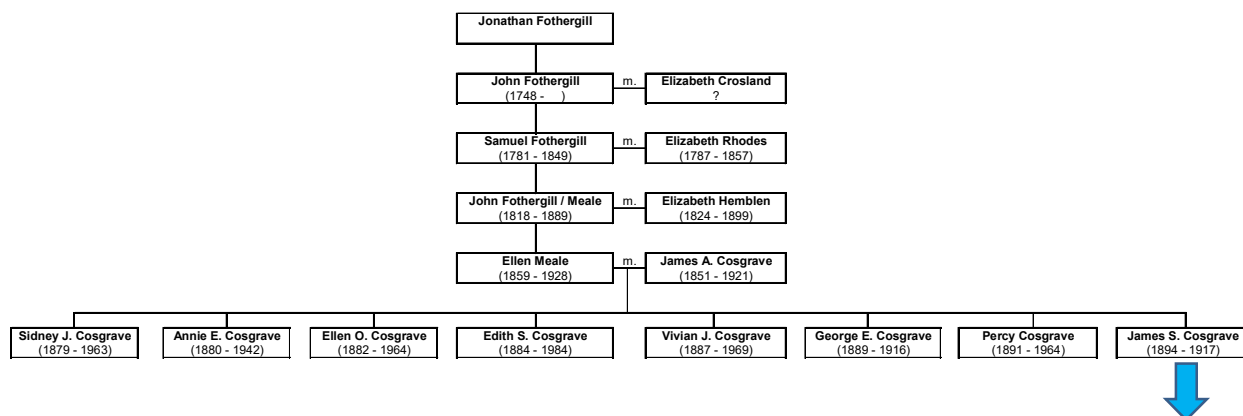 Jonathan Fothergill
John Fothergill
(1748 - )
m.
Elizabeth Crosland
?
Samuel Fothergill
(1781 - 1849)
m.
Elizabeth Rhodes
(1787 - 1857)
John Fothergill / Meale
(1818 - 1889)
m.
Elizabeth Hemblen
(1824 - 1899)
Ellen Meale
(1859 - 1928)
m.
James A. Cosgrave
(1851 - 1921)
Sidney J. Cosgrave
(1879 - 1963)
Annie E. Cosgrave
(1880 - 1942)
Ellen O. Cosgrave
(1882 - 1964)
Edith S. Cosgrave
(1884 - 1984)
Vivian J. Cosgrave
(1887 - 1969)
George E. Cosgrave
(1889 - 1916)
Percy Cosgrave
(1891 - 1964)
James S. Cosgrave
(1894 - 1917)